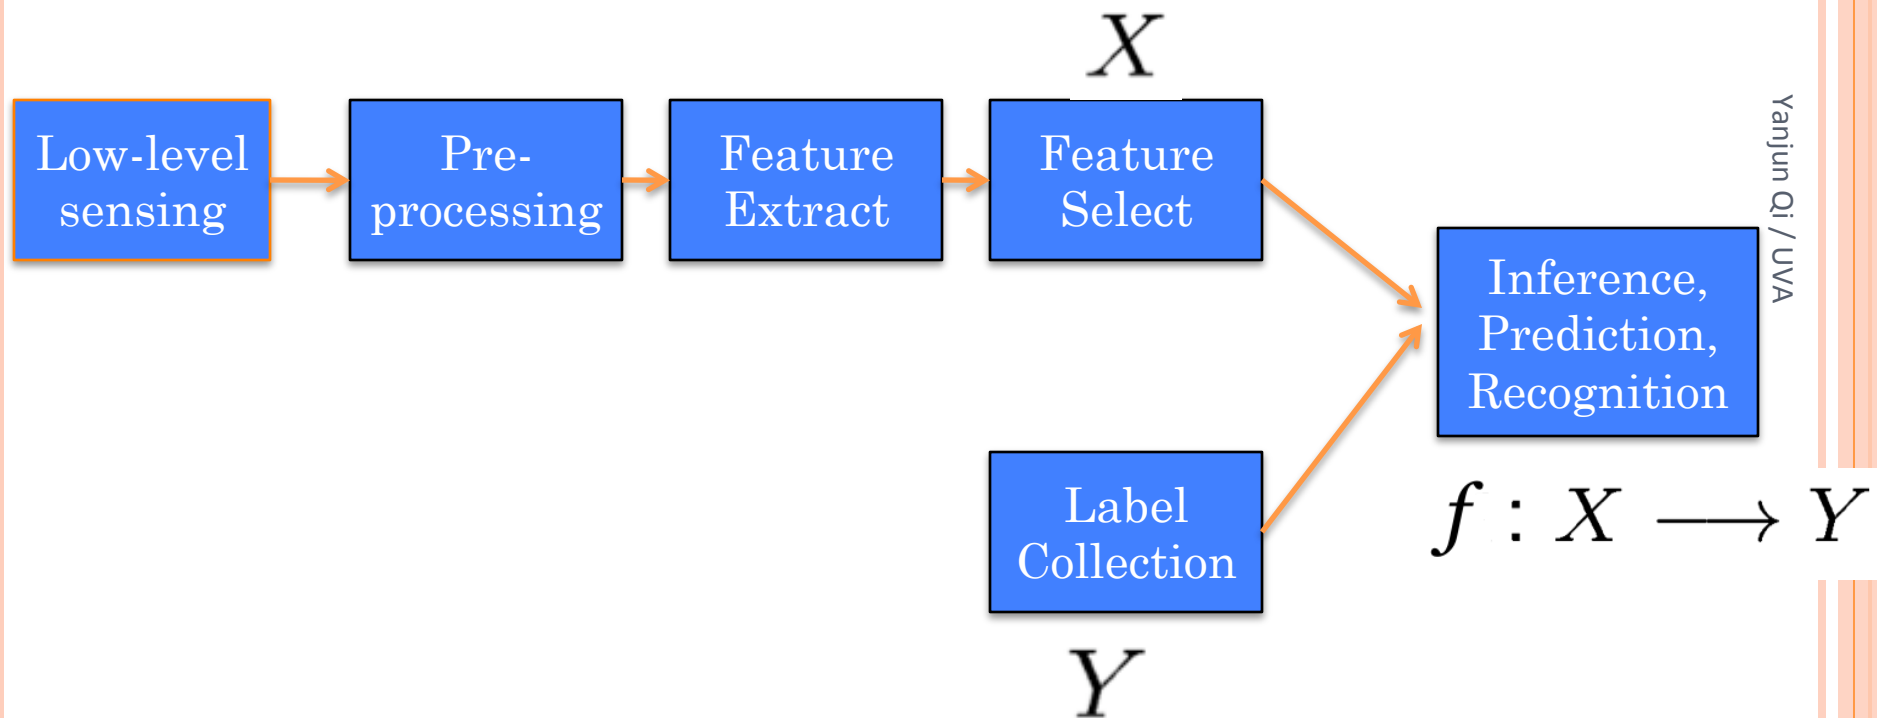 X
Low-level
sensing
Pre-
processing
Feature
Extract
Feature
Select
Inference,
Prediction,
Recognition
f : X ⟶ Y
Label
Collection
Y
Yanjun Qi / UVA